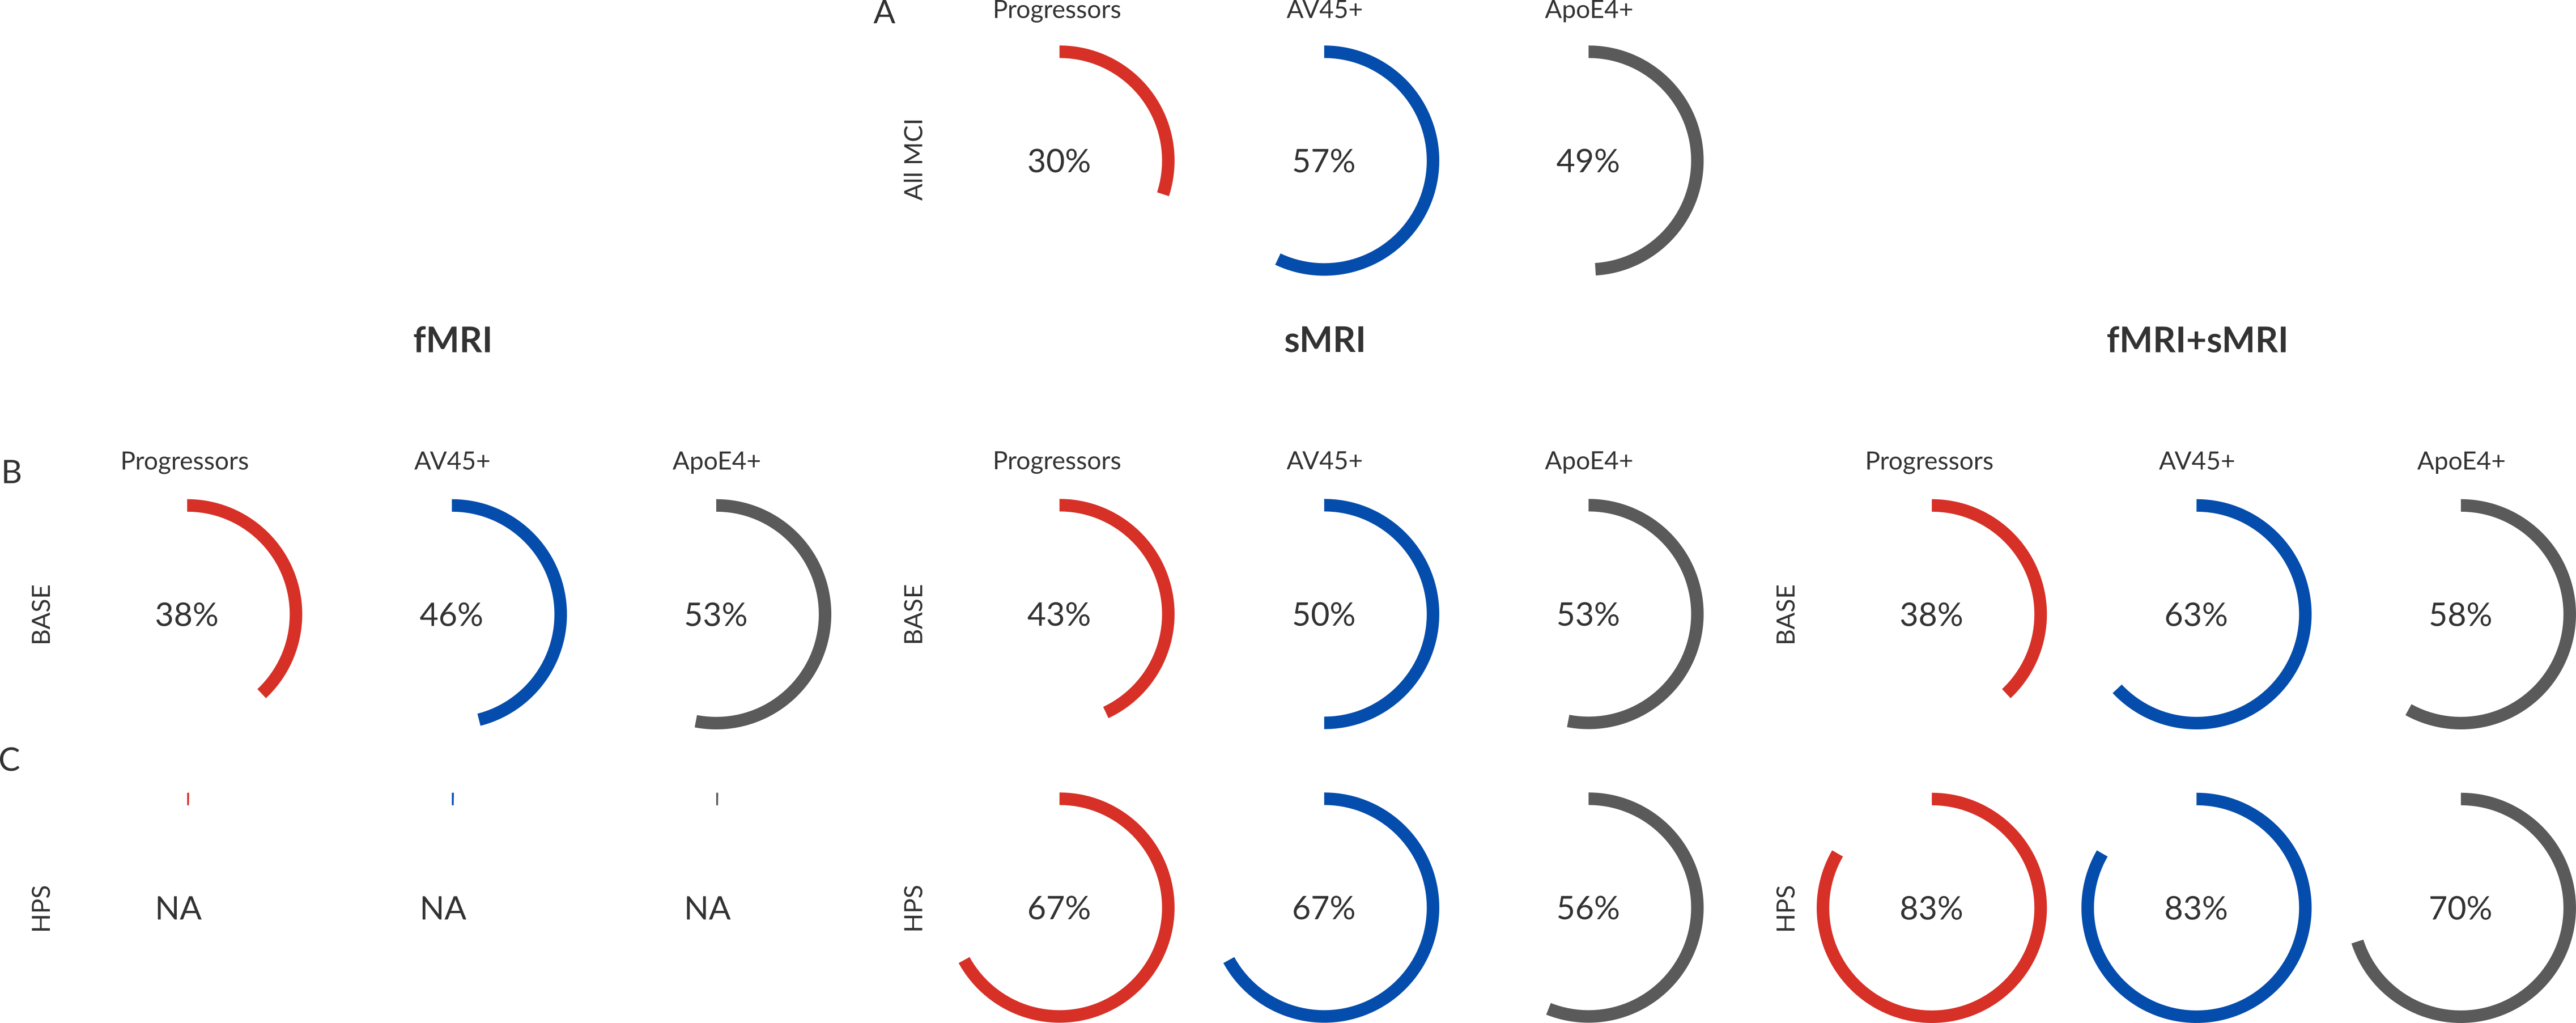 A Progressors AV45+ ApoE4+
All MCI 30% 57% 49%
fMRI sMRI fMRI+sMRI
B Progressors AV45+ ApoE4+ Progressors AV45+ ApoE4+ Progressors AV45+ ApoE4+
BASE 38% 46% 53% BASE 43% 50% 53% BASE 38% 63% 58%
C
HPS NA NA NA HPS 67% 67% 56% HPS 83% 83% 70%